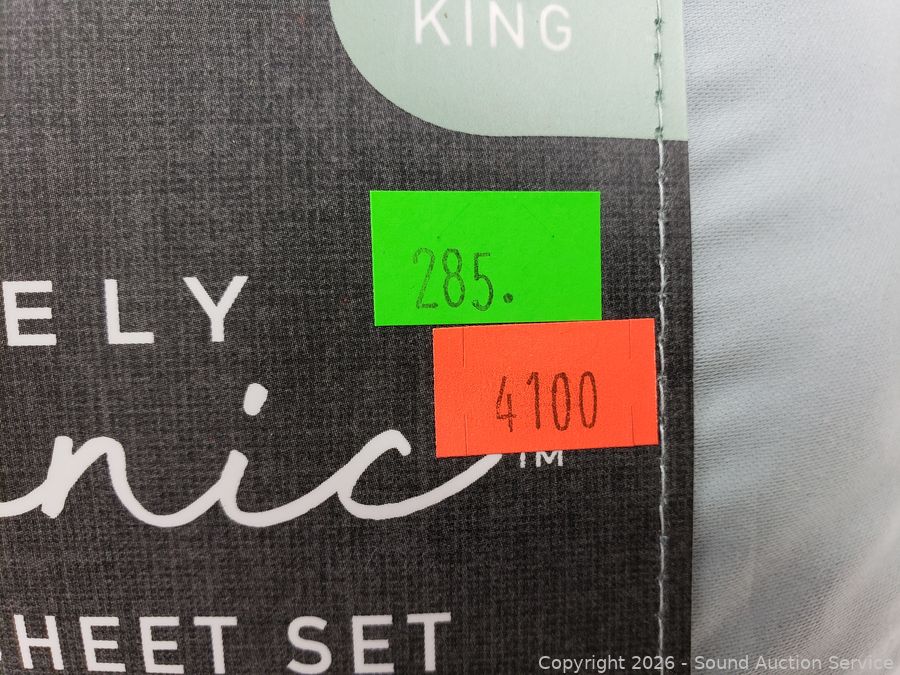 KING
285.
4100
ELY
nic
TM
SHEET SET
Copyright 2026 - Sound Auction Service